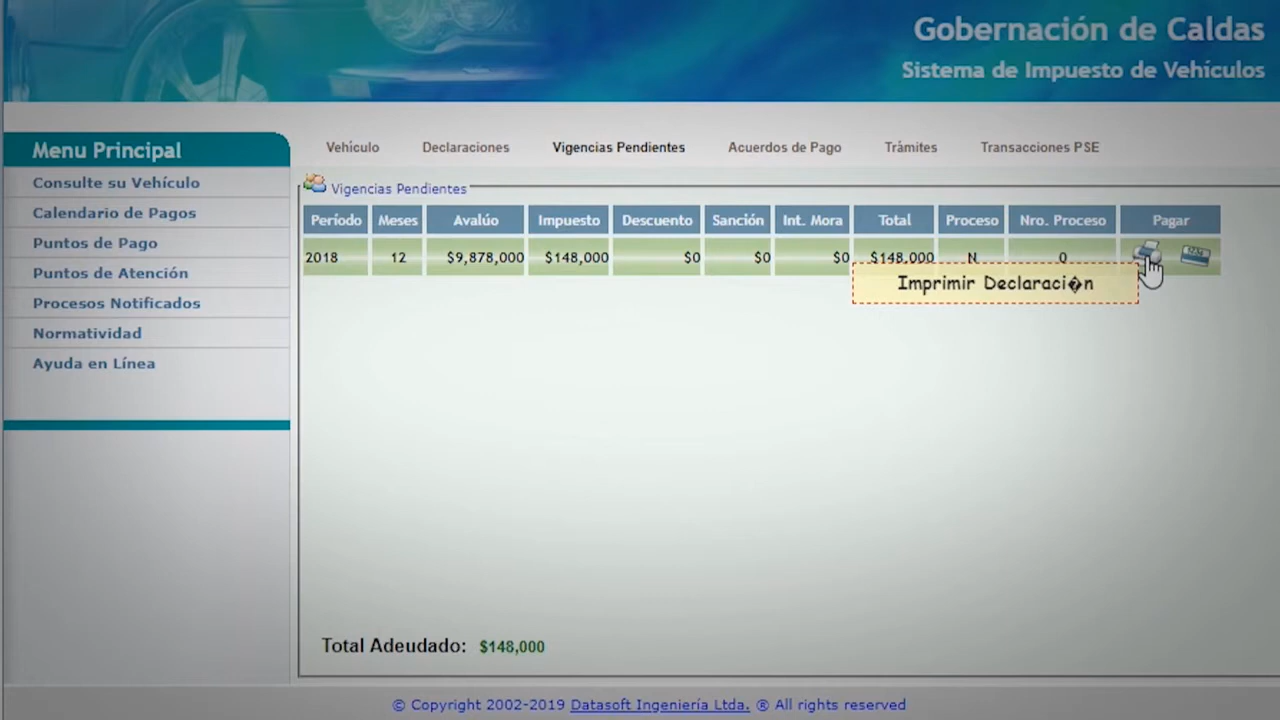 Gobernación de Caldas
Sistema de Impuesto de Vehículos
Menu Principal
Consulte su Vehículo
Calendario de Pagos
Puntos de Pago
Puntos de Atención
Procesos Notificados
Normatividad
Ayuda en Línea
Vehículo Declaraciones Vigencias Pendientes Acuerdos de Pago Trámites Transacciones PSE
Vigencias Pendientes
Período Meses Avalúo Impuesto Descuento Sanción Int. Mora Total Proceso Nro. Proceso Pagar
2018 12 $9,878,000 $148,000 $0 $0 $0 $148,000 N 0
Imprimir Declaraci�n
Total Adeudado: $148,000
© Copyright 2002-2019 Datasoft Ingeniería Ltda. ® All rights reserved